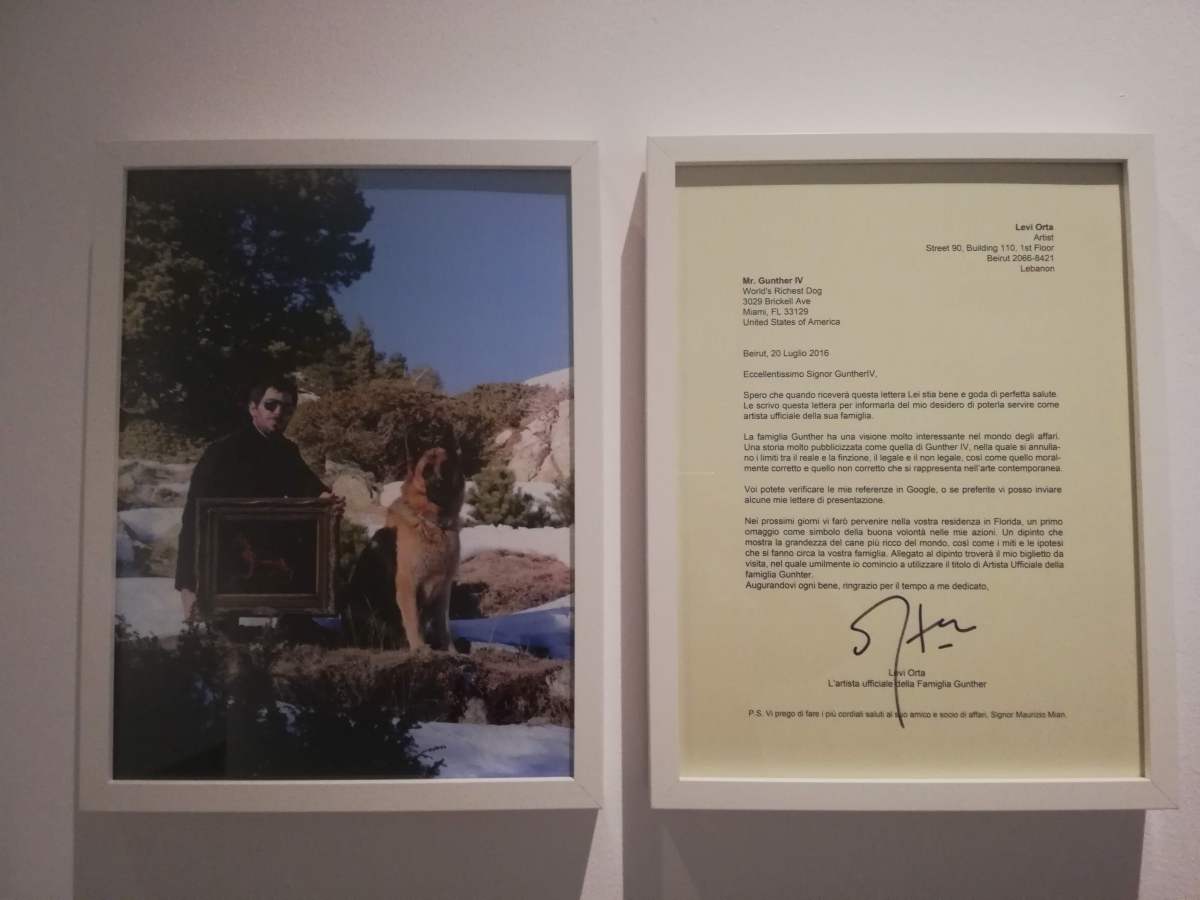 Levi Orta
Artist
Street 90, Building 110, 1st Floor
Beirut 2066-8421
Lebanon
Mr. Gunther IV
World's Richest Dog
3029 Brickell Ave
Miami, FL 33129
United States of America
Beirut, 20 Luglio 2016
Eccellentissimo Signor GuntherIV,
Spero che quando riceverà questa lettera Lei stia bene e goda di perfetta salute.
Le scrivo questa lettera per informarla del mio desidero di poterla servire come
artista ufficiale della sua famiglia.
La famiglia Gunther ha una visione molto interessante nel mondo degli affari.
Una storia molto pubblicizzata come quella di Gunther IV, nella quale si annulla-
no i limiti tra il reale e la finzione, il legale e il non legale, così come quello moral-
mente corretto e quello non corretto che si rappresenta nell'arte contemporanea.
Voi potete verificare le mie referenze in Google, o se preferite vi posso inviare
alcune mie lettere di presentazione.
Nei prossimi giorni vi farò pervenire nella vostra residenza in Florida, un primo
omaggio come simbolo della buona volontà nelle mie azioni. Un dipinto che
mostra la grandezza del cane più ricco del mondo, così come i miti e le ipotesi
che si fanno circa la vostra famiglia. Allegato al dipinto troverà il mio biglietto da
visita, nel quale umilmente io comincio a utilizzare il titolo di Artista Ufficiale della
famiglia Gunhter.
Augurandovi ogni bene, ringrazio per il tempo a me dedicato,
Levi Orta
L'artista ufficiale della Famiglia Gunther
P.S. Vi prego di fare i più cordiali saluti al suo amico e socio di affari, Signor Maurizio Mian.